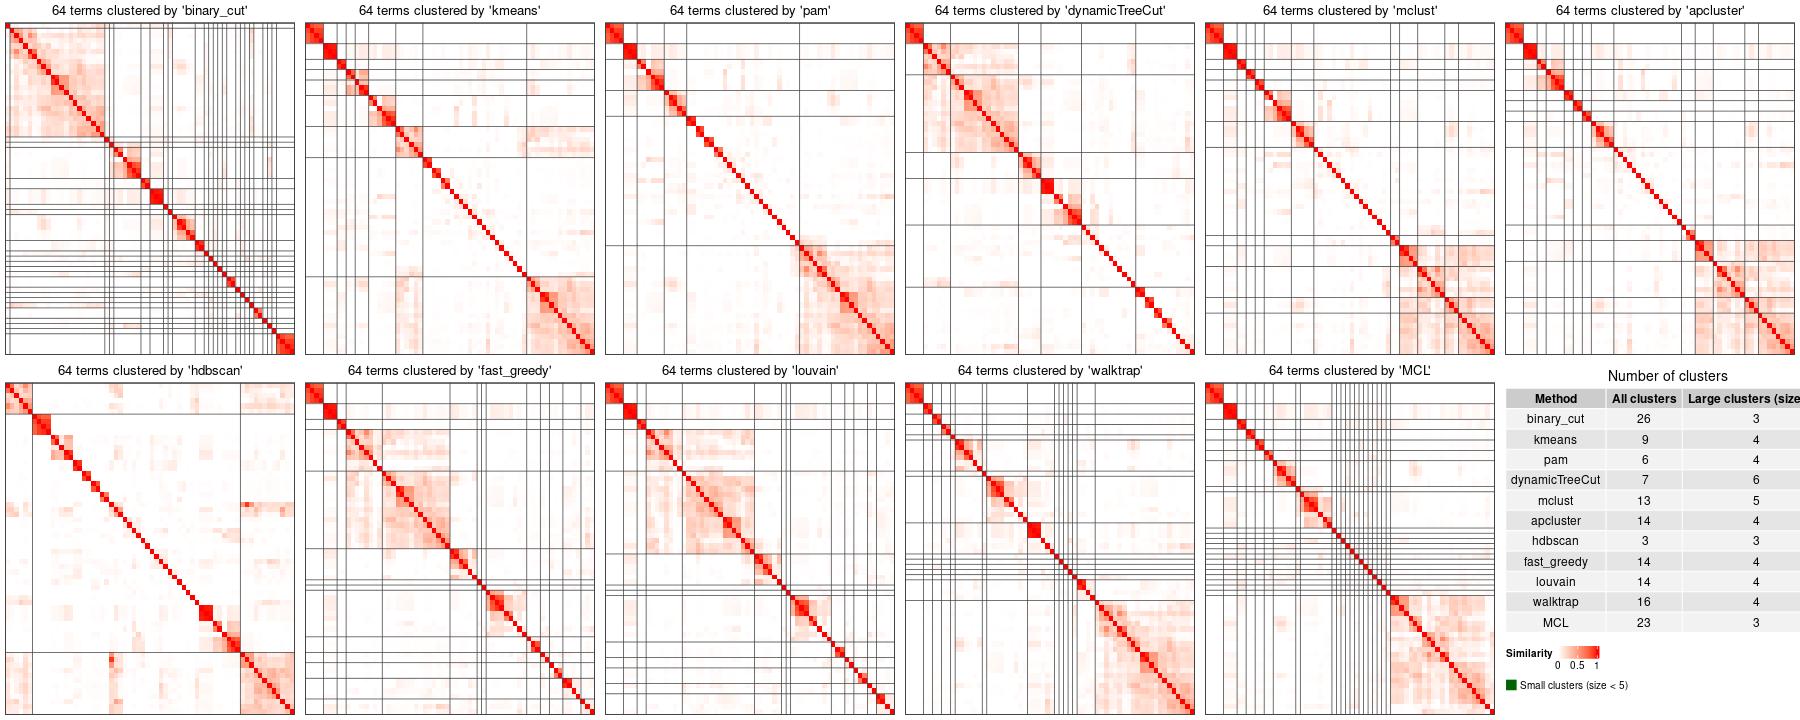 64 terms clustered by 'binary_cut'
64 terms clustered by 'kmeans'
64 terms clustered by 'pam'
64 terms clustered by 'dynamicTreeCut'
64 terms clustered by 'mclust'
64 terms clustered by 'apcluster'
64 terms clustered by 'hdbscan'
64 terms clustered by 'fast_greedy'
64 terms clustered by 'louvain'
64 terms clustered by 'walktrap'
64 terms clustered by 'MCL'
Number of clusters
Method All clusters Large clusters (size
binary_cut 26 3
kmeans 9 4
pam 6 4
dynamicTreeCut 7 6
mclust 13 5
apcluster 14 4
hdbscan 3 3
fast_greedy 14 4
louvain 14 4
walktrap 16 4
MCL 23 3
Similarity
0 0.5 1
Small clusters (size < 5)